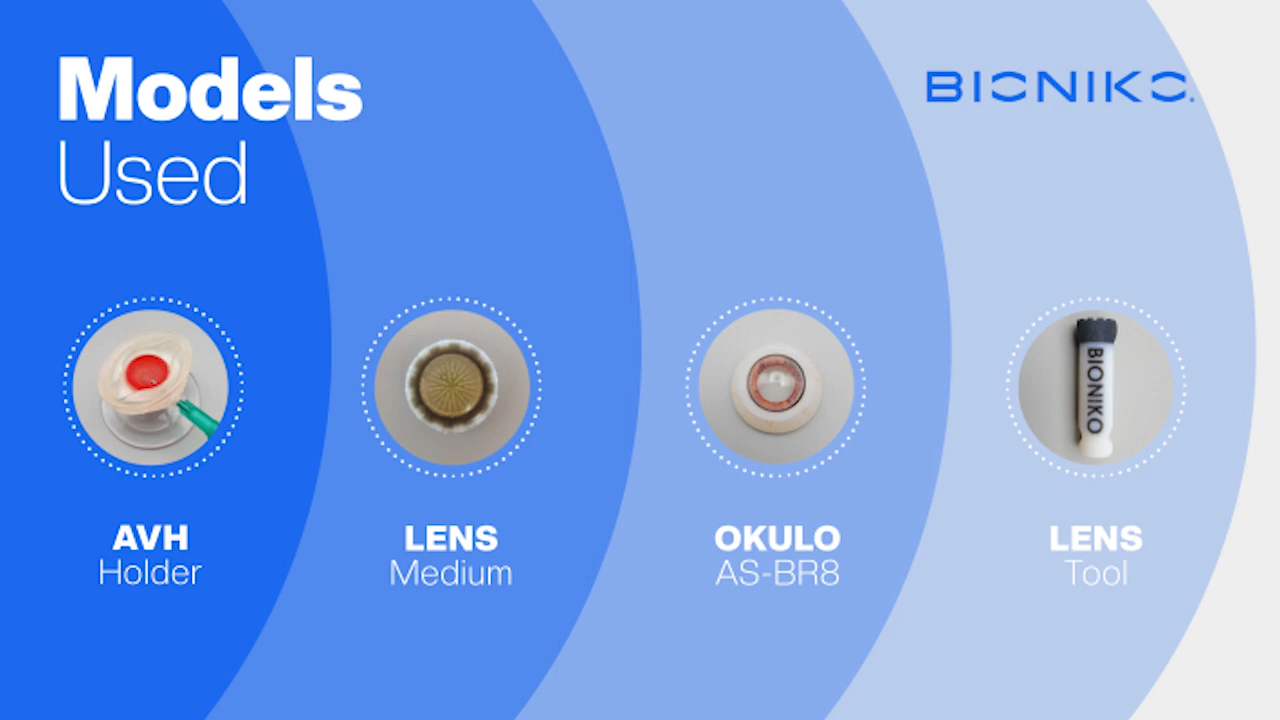 Models
Used
BIONIKO.
AVH
Holder
LENS
Medium
OKULO
AS-BR8
BIONIKO
LENS
Tool